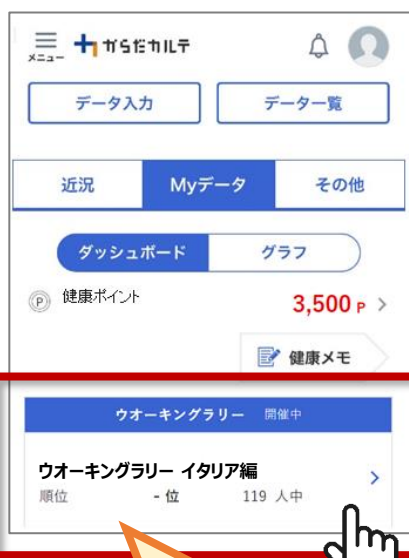 メニュー からだカルテ
データ入力 データ一覧
近況 Myデータ その他
ダッシュボード グラフ
P 健康ポイント 3,500 P >
健康メモ
ウオーキングラリー 開催中
ウオーキングラリー イタリア編
順位 - 位 119 人中